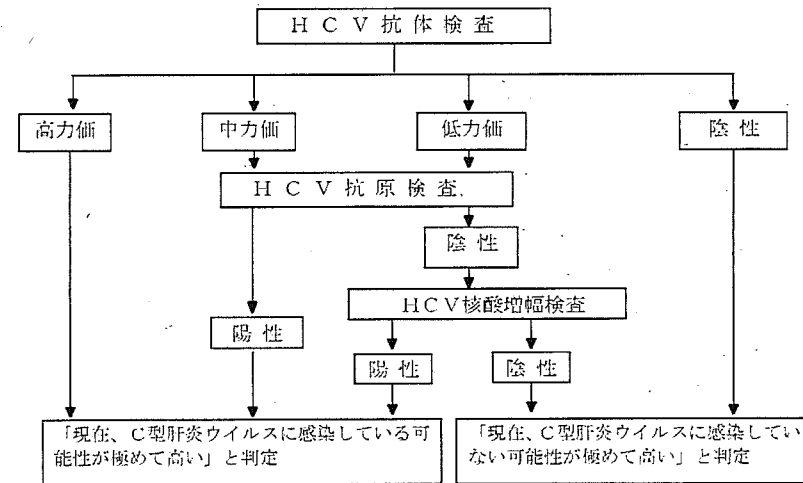 HCV抗体検査
高力価
中力価
低力価
陰性
HCV抗原検査
陰性
HCV核酸増幅検査
陽性
陽性
陰性
「現在、C型肝炎ウイルスに感染している可
能性が極めて高い」と判定
「現在、C型肝炎ウイルスに感染してい
ない可能性が極めて高い」と判定